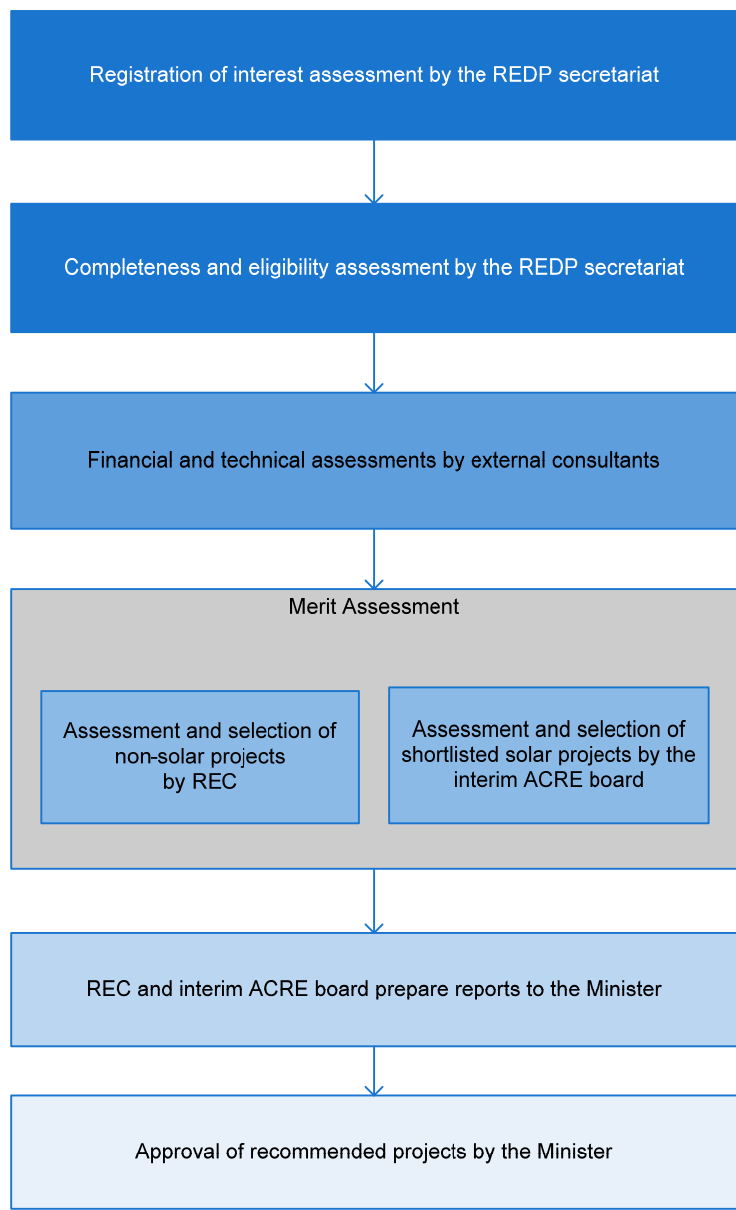 Registration of interest assessment by the REDP secretariat
Completeness and eligibility assessment by the REDP secretariat
Financial and technical assessments by external consultants
Merit Assessment
Assessment and selection of
non-solar projects
by REC
Assessment and selection of
shortlisted solar projects by the
interim ACRE board
REC and interim ACRE board prepare reports to the Minister
Approval of recommended projects by the Minister